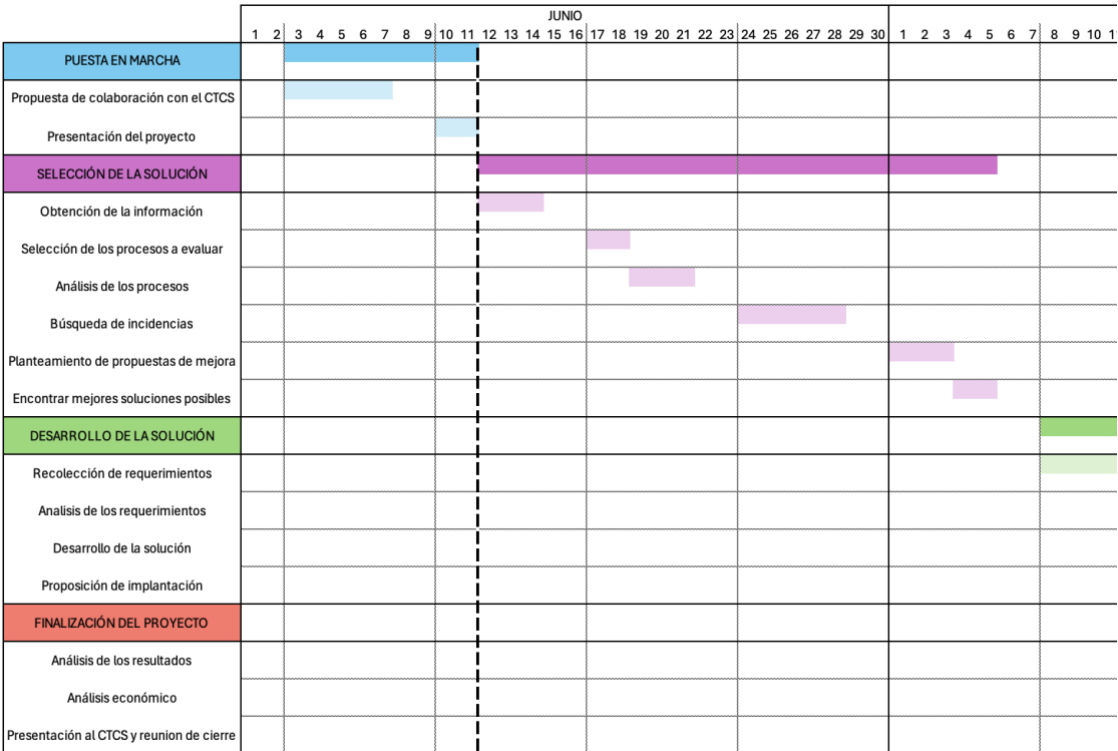 JUNIO
1 2 3 4 5 6 7 8 9 10 11 12 13 14 15 16 17 18 19 20 21 22 23 24 25 26 27 28 29 30 1 2 3 4 5 6 7 8 9 10
PUESTA EN MARCHA
Propuesta de colaboración con el CTCS
Presentación del proyecto
SELECCIÓN DE LA SOLUCIÓN
Obtención de la información
Selección de los procesos a evaluar
Análisis de los procesos
Búsqueda de incidencias
Planteamiento de propuestas de mejora
Encontrar mejores soluciones posibles
DESARROLLO DE LA SOLUCIÓN
Recolección de requerimientos
Analisis de los requerimientos
Desarrollo de la solución
Proposición de implantación
FINALIZACIÓN DEL PROYECTO
Análisis de los resultados
Análisis económico
Presentación al CTCS y reunion de cierre